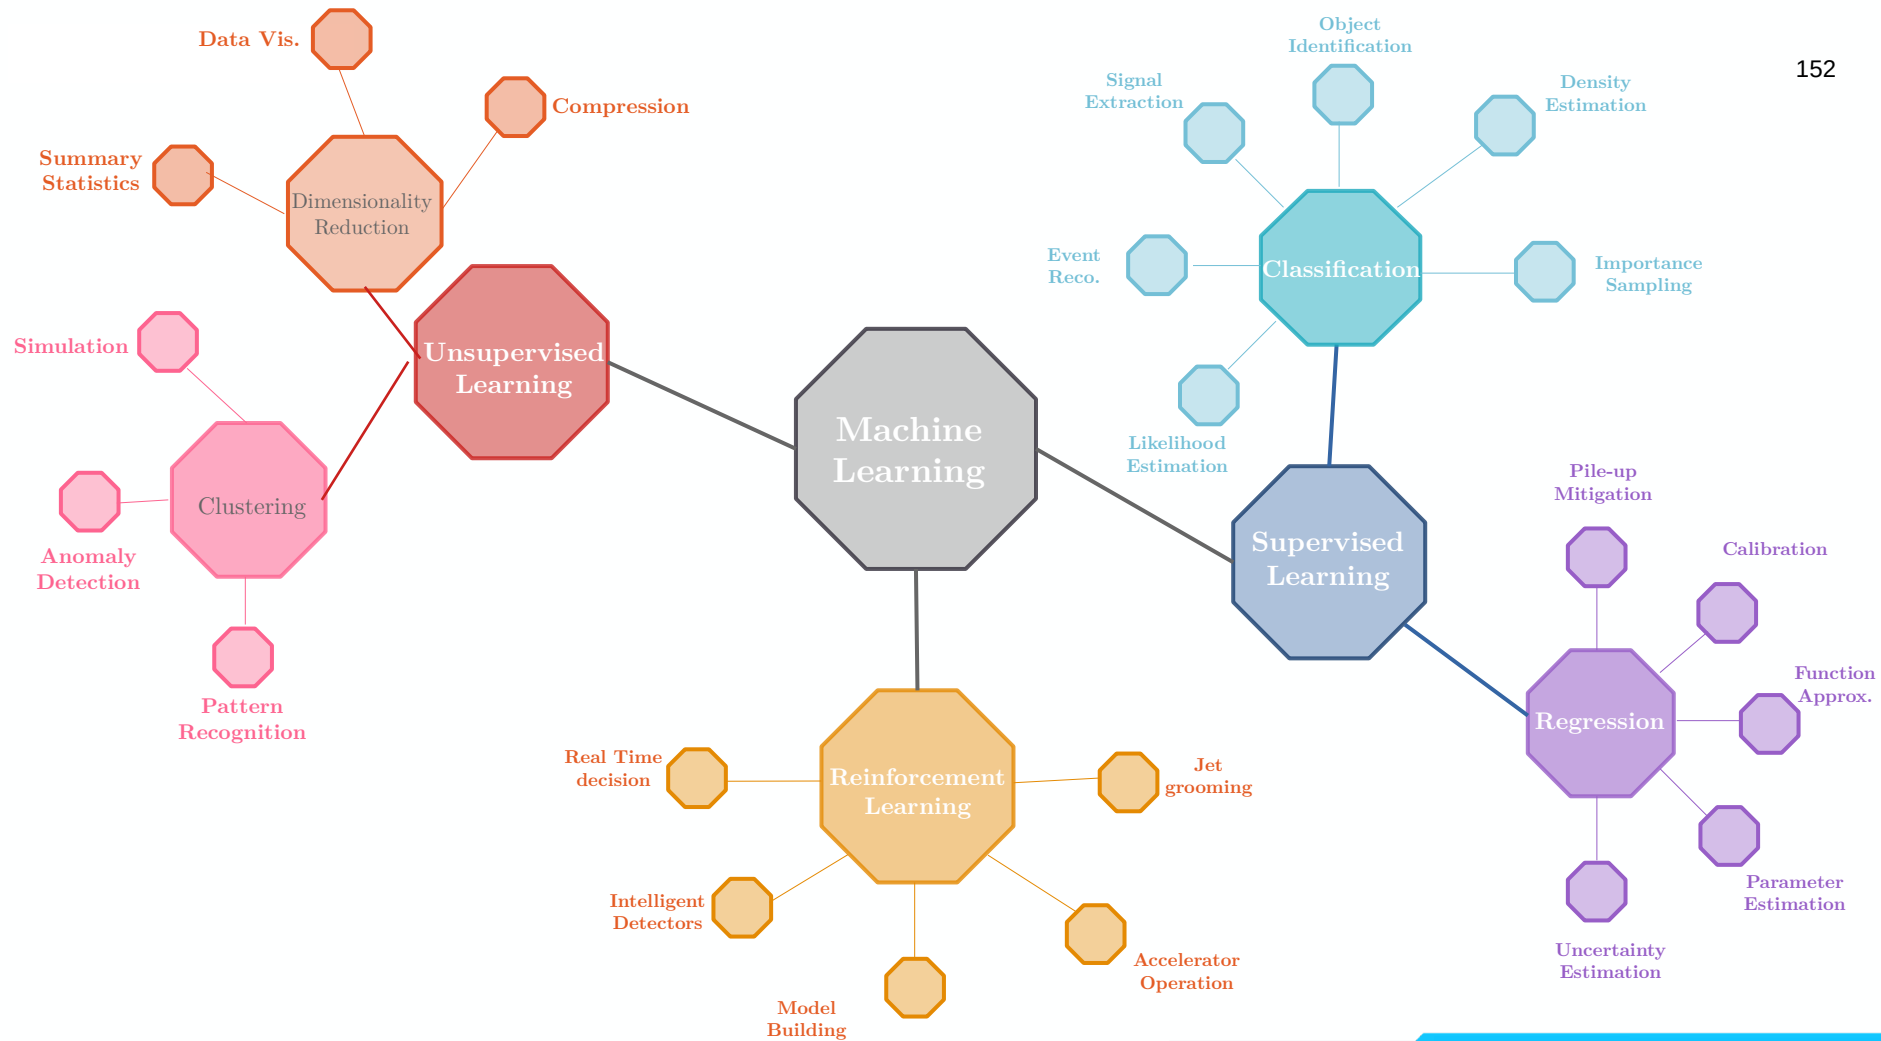 152
Data Vis.
Compression
Summary
Statistics
Dimensionality
Reduction
Unsupervised
Learning
Simulation
Clustering
Anomaly
Detection
Pattern
Recognition
Machine
Learning
Object
Identification
Signal
Extraction
Density
Estimation
Event
Reco.
Classification
Importance
Sampling
Likelihood
Estimation
Supervised
Learning
Pile-up
Mitigation
Calibration
Function
Approx.
Regression
Parameter
Estimation
Uncertainty
Estimation
Real Time
decision
Reinforcement
Learning
Jet
grooming
Intelligent
Detectors
Accelerator
Operation
Model
Building